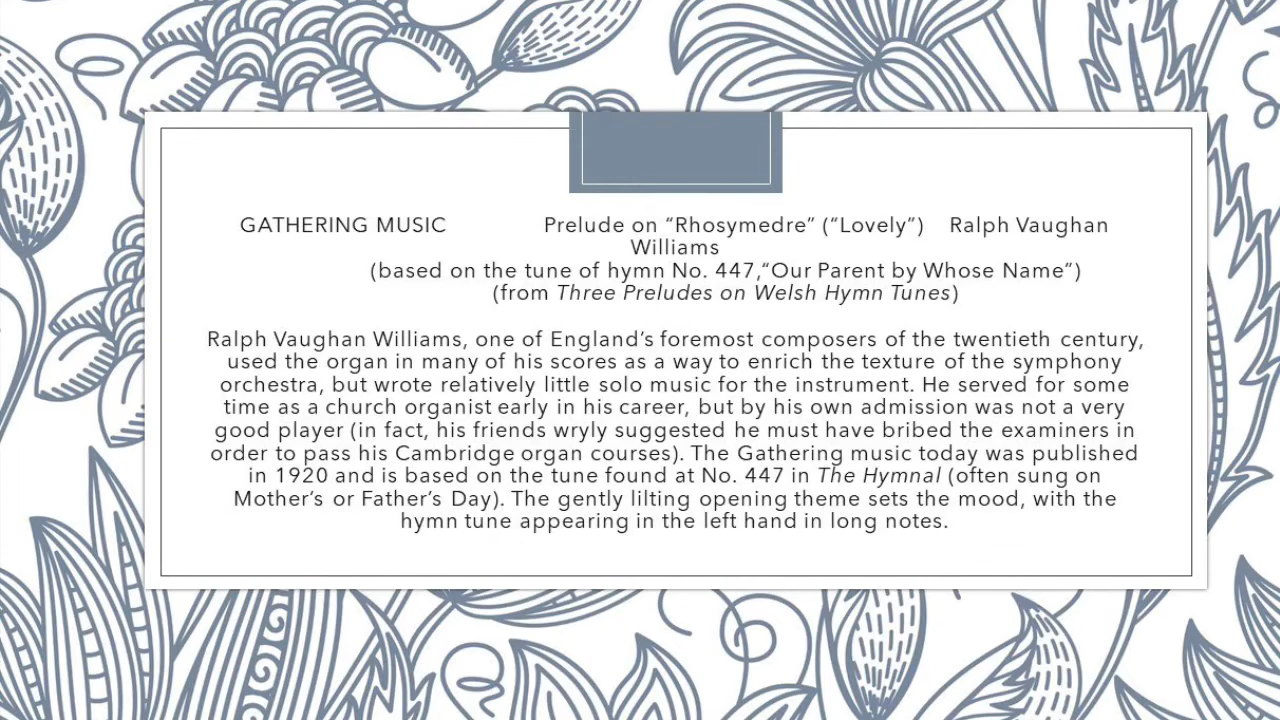 GATHERING MUSIC Prelude on “Rhosymedre” (“Lovely”) Ralph Vaughan
Williams
(based on the tune of hymn No. 447,“Our Parent by Whose Name”)
(from Three Preludes on Welsh Hymn Tunes)
Ralph Vaughan Williams, one of England’s foremost composers of the twentieth century,
used the organ in many of his scores as a way to enrich the texture of the symphony
orchestra, but wrote relatively little solo music for the instrument. He served for some
time as a church organist early in his career, but by his own admission was not a very
good player (in fact, his friends wryly suggested he must have bribed the examiners in
order to pass his Cambridge organ courses). The Gathering music today was published
in 1920 and is based on the tune found at No. 447 in The Hymnal (often sung on
Mother’s or Father’s Day). The gently lilting opening theme sets the mood, with the
hymn tune appearing in the left hand in long notes.